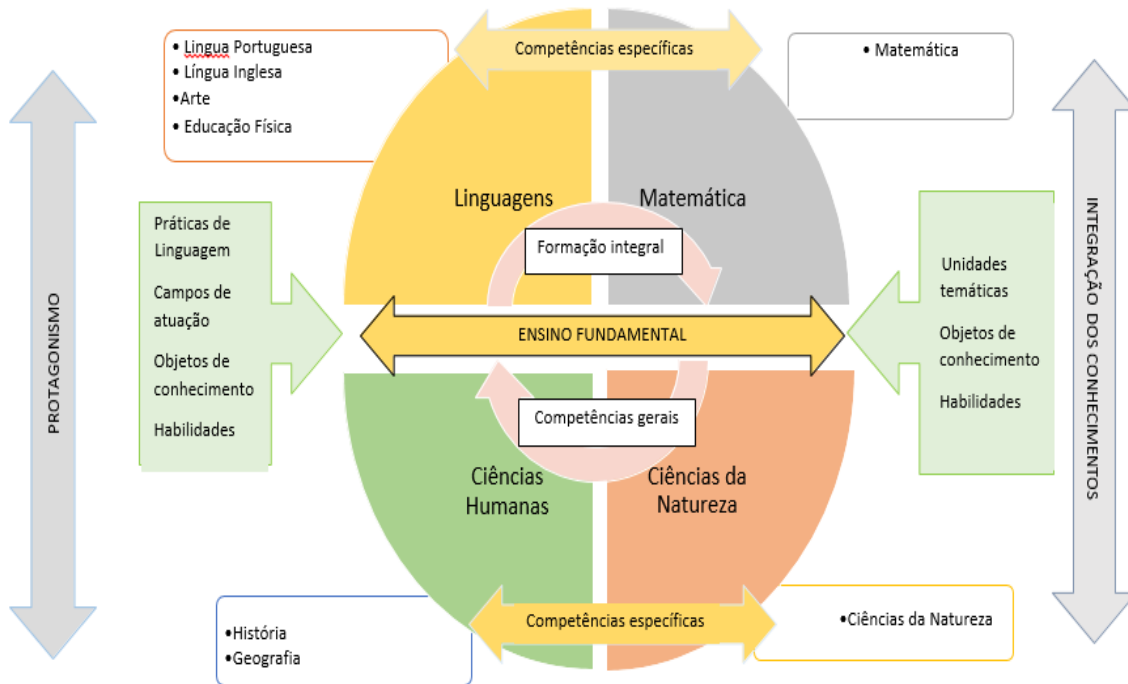 • Lingua Portuguesa
• Língua Inglesa
•Arte
• Educação Física
Competências específicas
• Matemática
Linguagens
Matemática
Formação integral
Práticas de
Linguagem
Campos de
atuação
Objetos de
conhecimento
Habilidades
PROTAGONISMO
ENSINO FUNDAMENTAL
Unidades
temáticas
Objetos de
conhecimento
Habilidades
INTEGRAÇÃO DOS CONHECIMENTOS
Competências gerais
Ciências
Humanas
Ciências da
Natureza
•História
•Geografia
Competências específicas
•Ciências da Natureza